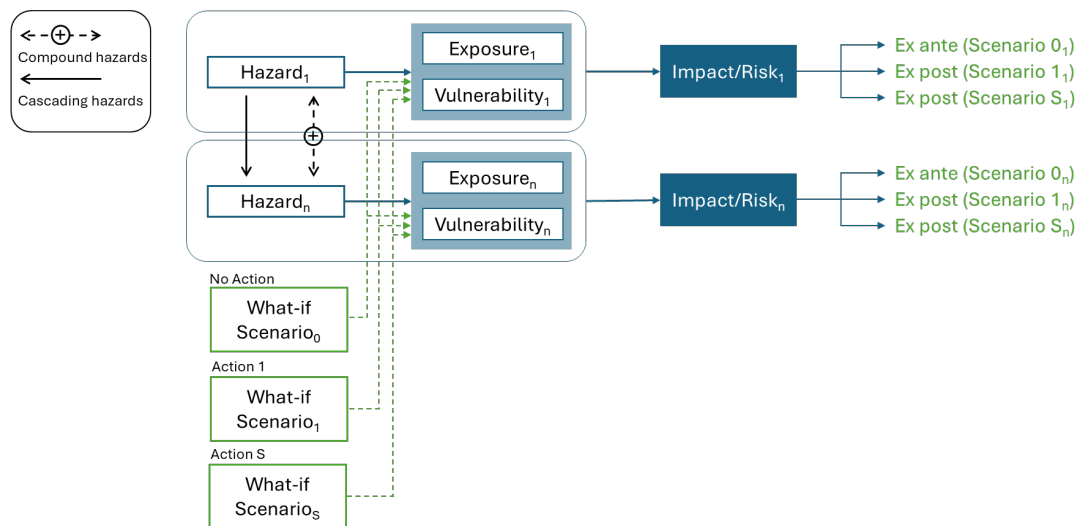 Compound hazards
Cascading hazards
Hazard₁
Exposure₁
Vulnerability₁
Impact/Risk₁
Ex ante (Scenario 0₁)
Ex post (Scenario 1₁)
Ex post (Scenario S₁)
Hazardₙ
Exposureₙ
Vulnerabilityₙ
Impact/Riskₙ
Ex ante (Scenario 0ₙ)
Ex post (Scenario 1ₙ)
Ex post (Scenario Sₙ)
No Action
What-if
Scenario₀
Action 1
What-if
Scenario₁
Action S
What-if
Scenarioₛ